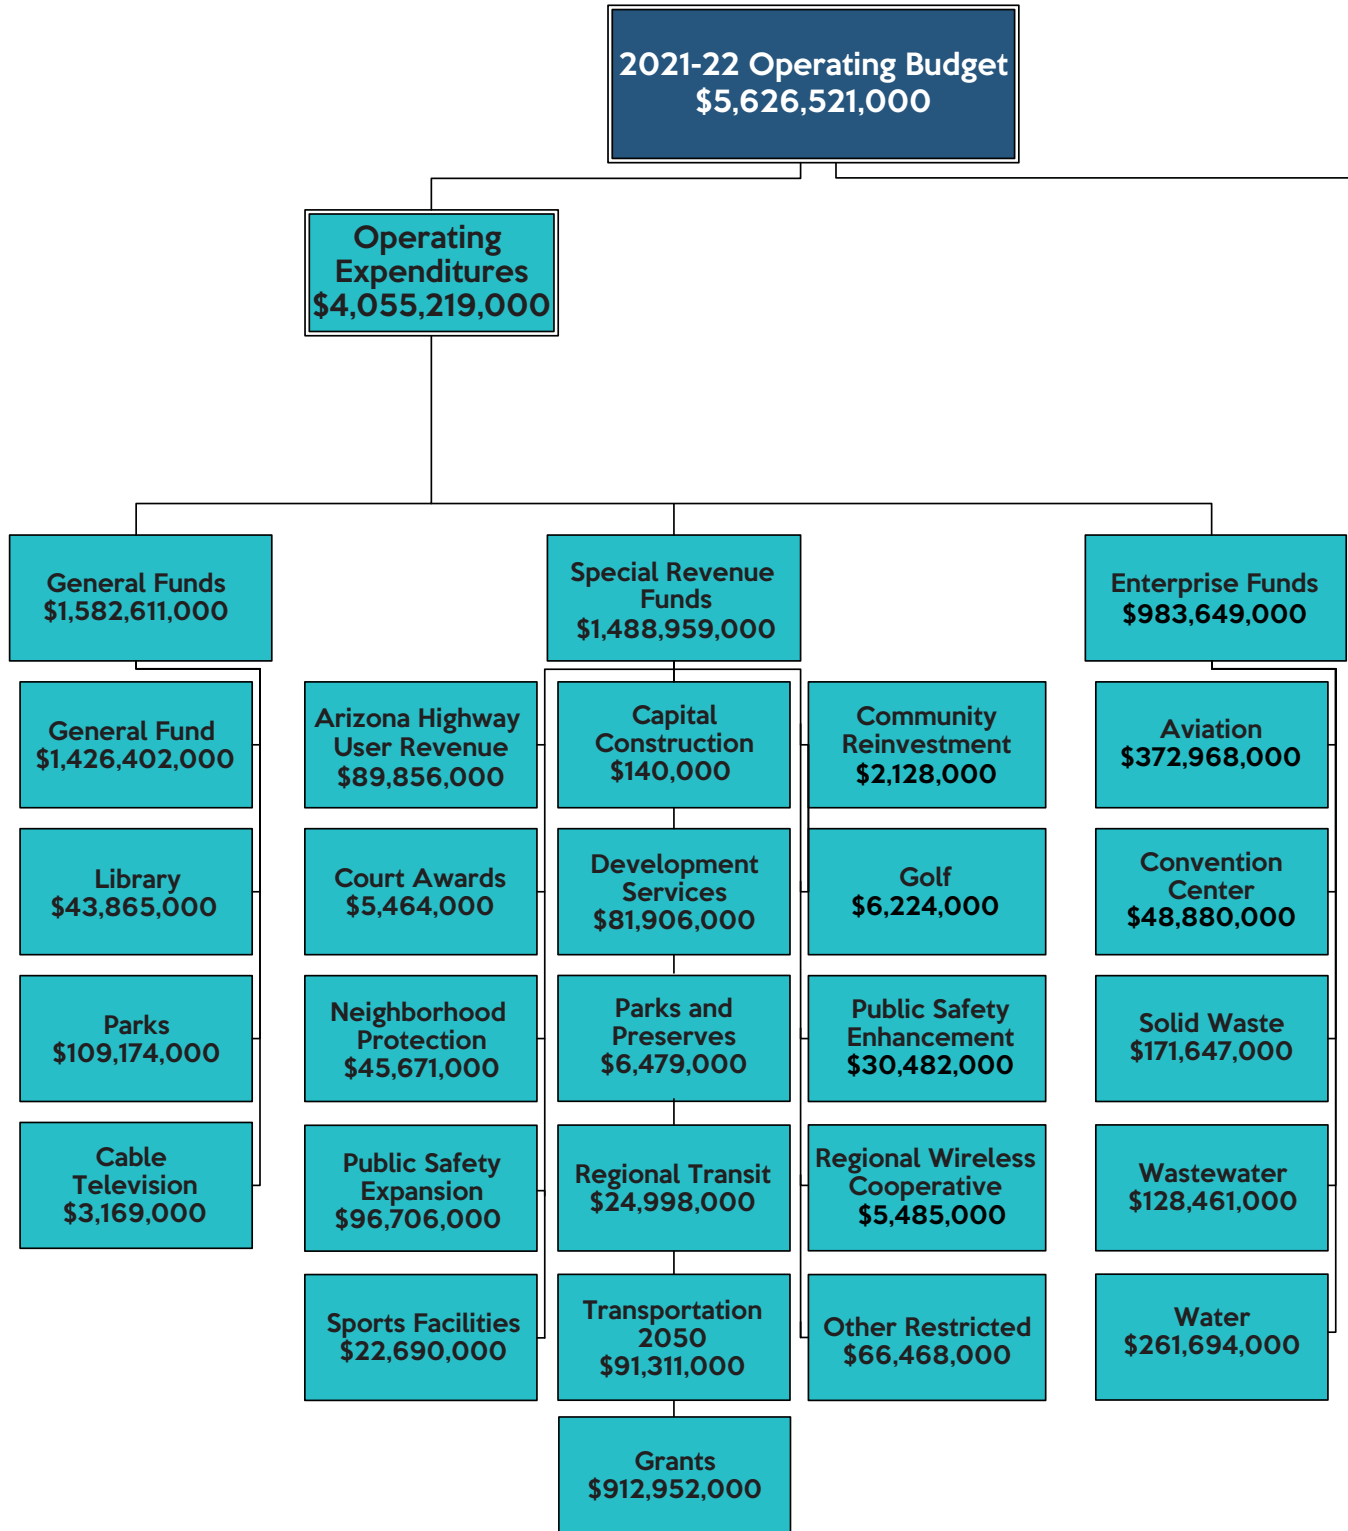 2021-22 Operating Budget
$5,626,521,000
Operating
Expenditures
$4,055,219,000
General Funds
$1,582,611,000
Special Revenue
Funds
$1,488,959,000
Enterprise Funds
$983,649,000
General Fund
$1,426,402,000
Library
$43,865,000
Parks
$109,174,000
Cable
Television
$3,169,000
Arizona Highway
User Revenue
$89,856,000
Court Awards
$5,464,000
Neighborhood
Protection
$45,671,000
Public Safety
Expansion
$96,706,000
Sports Facilities
$22,690,000
Capital
Construction
$140,000
Development
Services
$81,906,000
Parks and
Preserves
$6,479,000
Regional Transit
$24,998,000
Transportation
2050
$91,311,000
Grants
$912,952,000
Community
Reinvestment
$2,128,000
Golf
$6,224,000
Public Safety
Enhancement
$30,482,000
Regional Wireless
Cooperative
$5,485,000
Other Restricted
$66,468,000
Aviation
$372,968,000
Convention
Center
$48,880,000
Solid Waste
$171,647,000
Wastewater
$128,461,000
Water
$261,694,000